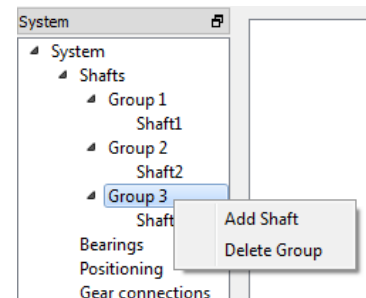 System
System
Shafts
Group 1
Shaft1
Group 2
Shaft2
Group 3
Shaft
Add Shaft
Delete Group
Bearings
Positioning
Gear connections